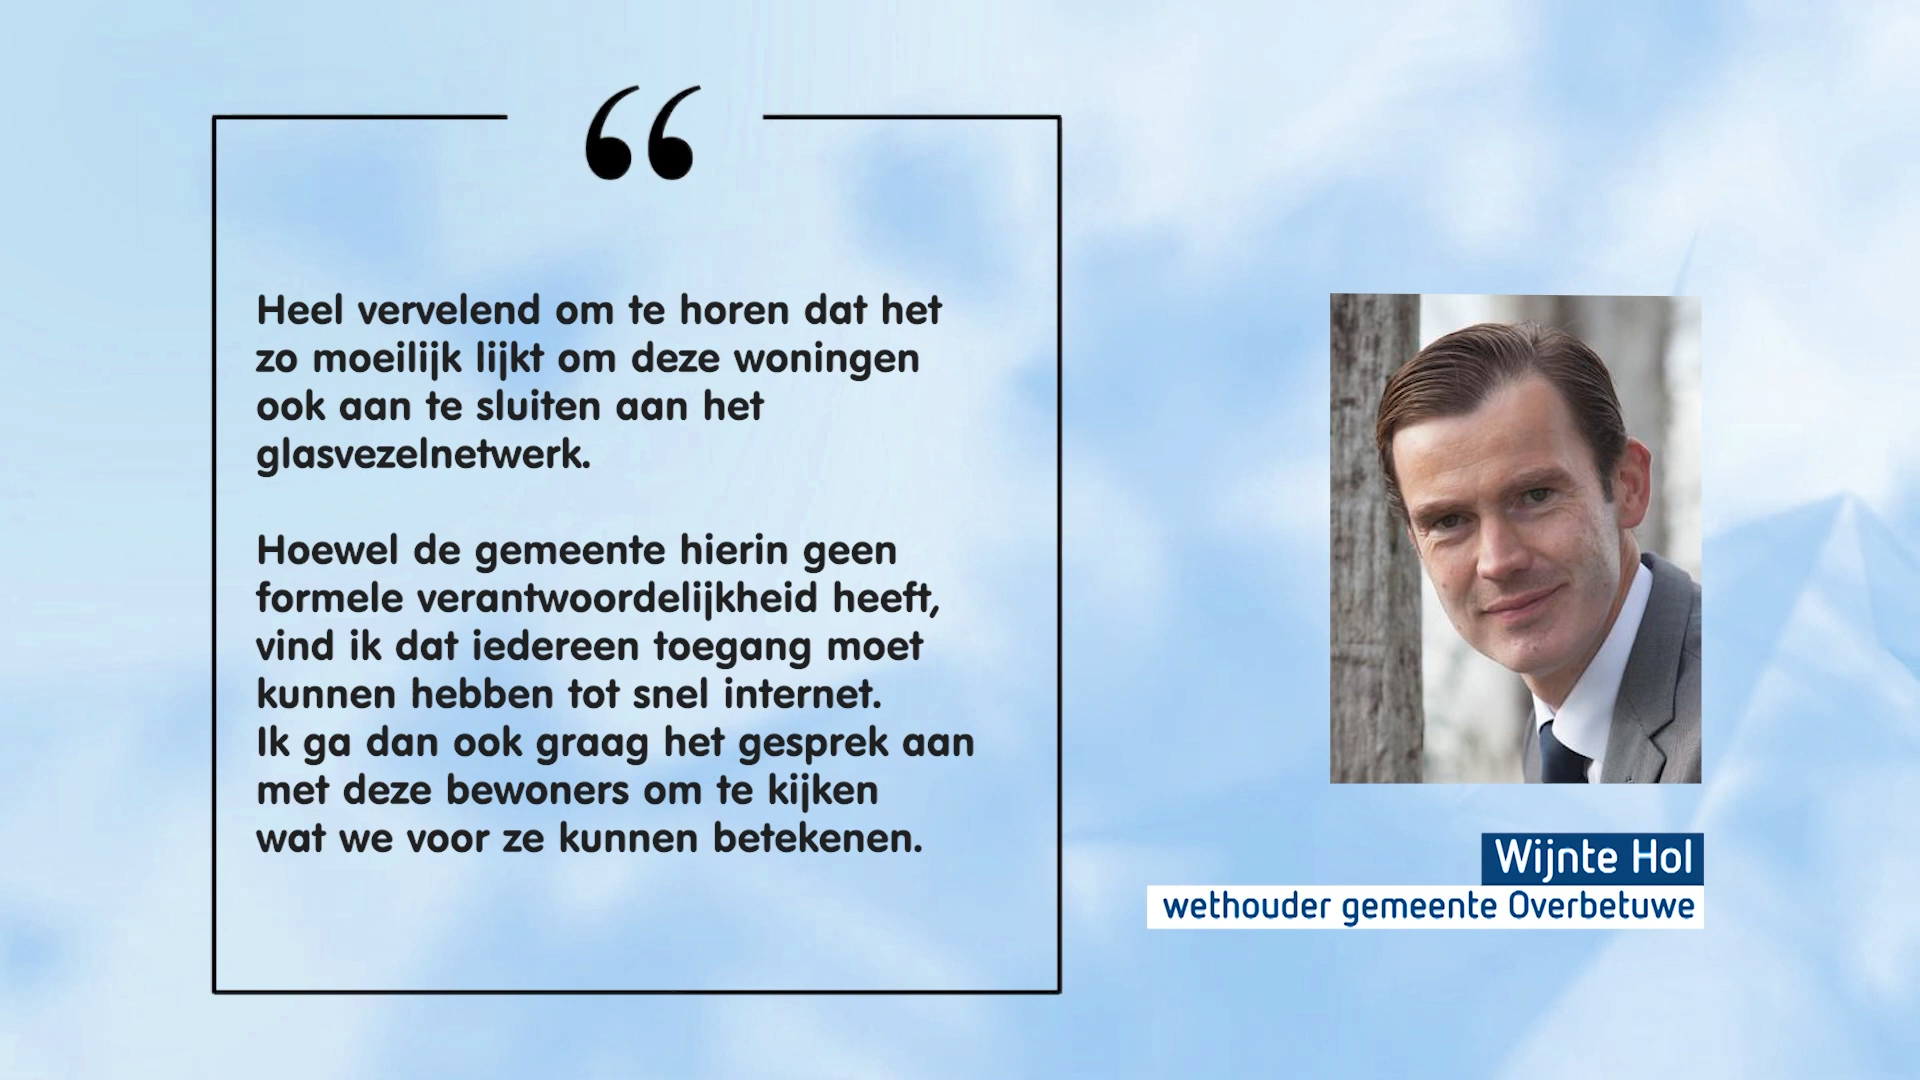 “
Heel vervelend om te horen dat het
zo moeilijk lijkt om deze woningen
ook aan te sluiten aan het
glasvezelnetwerk.
Hoewel de gemeente hierin geen
formele verantwoordelijkheid heeft,
vind ik dat iedereen toegang moet
kunnen hebben tot snel internet.
Ik ga dan ook graag het gesprek aan
met deze bewoners om te kijken
wat we voor ze kunnen betekenen.
Wijnte Hol
wethouder gemeente Overbetuwe